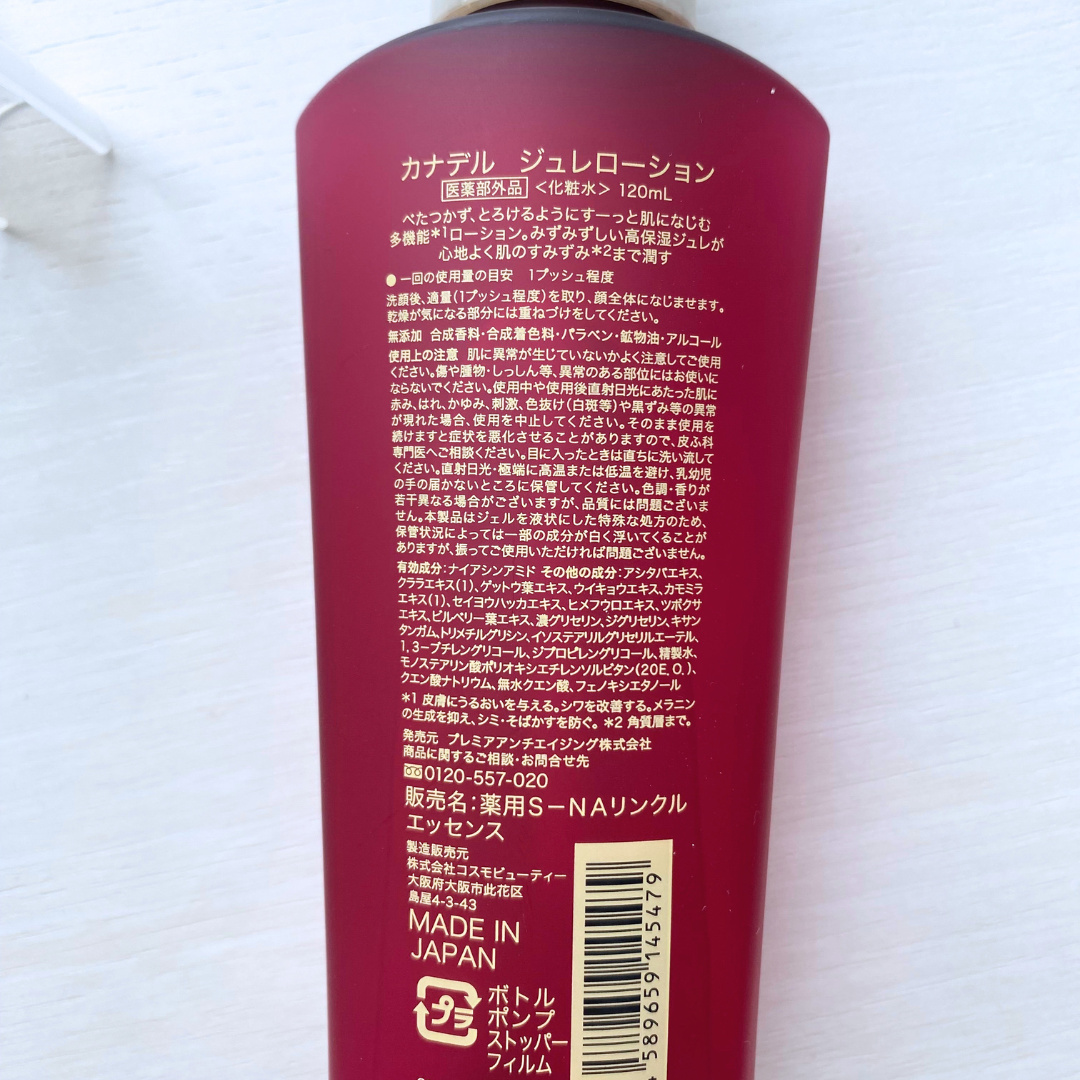 カナデル ジュレローション
医薬部外品 <化粧水> 120mL
べたつかず、とろけるようにすーっと肌になじむ
多機能*1ローション。みずみずしい高保湿ジュレが
心地よく肌のすみずみ*2まで潤す
● 一回の使用量の目安 1プッシュ程度
洗顔後、適量(1プッシュ程度)を取り、顔全体になじませます。
乾燥が気になる部分には重ねづけをしてください。
無添加 合成香料・合成着色料・パラベン・鉱物油・アルコール
使用上の注意 肌に異常が生じていないかよく注意してご使用
ください。傷や腫物・しっしん等、異常のある部位にはお使いに
ならないでください。使用中や使用後直射日光にあたった肌に
赤み、はれ、かゆみ、刺激、色抜け(白斑等)や黒ずみ等の異常
が現れた場合、使用を中止してください。そのまま使用を
続けますと症状を悪化させることがありますので、皮ふ科
専門医へご相談ください。目に入ったときは直ちに洗い流して
ください。直射日光・極端に高温または低温を避け、乳幼児
の手の届かないところに保管してください。色調・香りが
若干異なる場合がございますが、品質には問題ございま
せん。本製品はジェルを液状にした特殊な処方のため、
保管状況によっては一部の成分が白く浮いてくることが
ありますが、振ってご使用いただければ問題ございません。
有効成分:ナイアシンアミド その他の成分:アシタバエキス、
クララエキス(1)、ゲットウ葉エキス、ウイキョウエキス、カモミラ
エキス(1)、セイヨウハッカエキス、ヒメフウロエキス、ツボクサ
エキス、ビルベリー葉エキス、濃グリセリン、ジグリセリン、キサン
タンガム、トリメチルグリシン、イソステアリルグリセリルエーテル、
1,3-ブチレングリコール、ジプロピレングリコール、精製水、
モノステアリン酸ポリオキシエチレンソルビタン(20E.O.)、
クエン酸ナトリウム、無水クエン酸、フェノキシエタノール
*1 皮膚にうるおいを与える。シワを改善する。メラニン
の生成を抑え、シミ・そばかすを防ぐ。 *2 角質層まで。
発売元 プレミアアンチエイジング株式会社
商品に関するご相談・お問合せ先
0120-557-020
販売名:薬用S-NAリンクル
エッセンス
製造販売元
株式会社コスモビューティー
大阪府大阪市此花区
島屋4-3-43
MADE IN
JAPAN
プラ
ボトル
ポンプ
ストッパー
フィルム
4 589659 145479